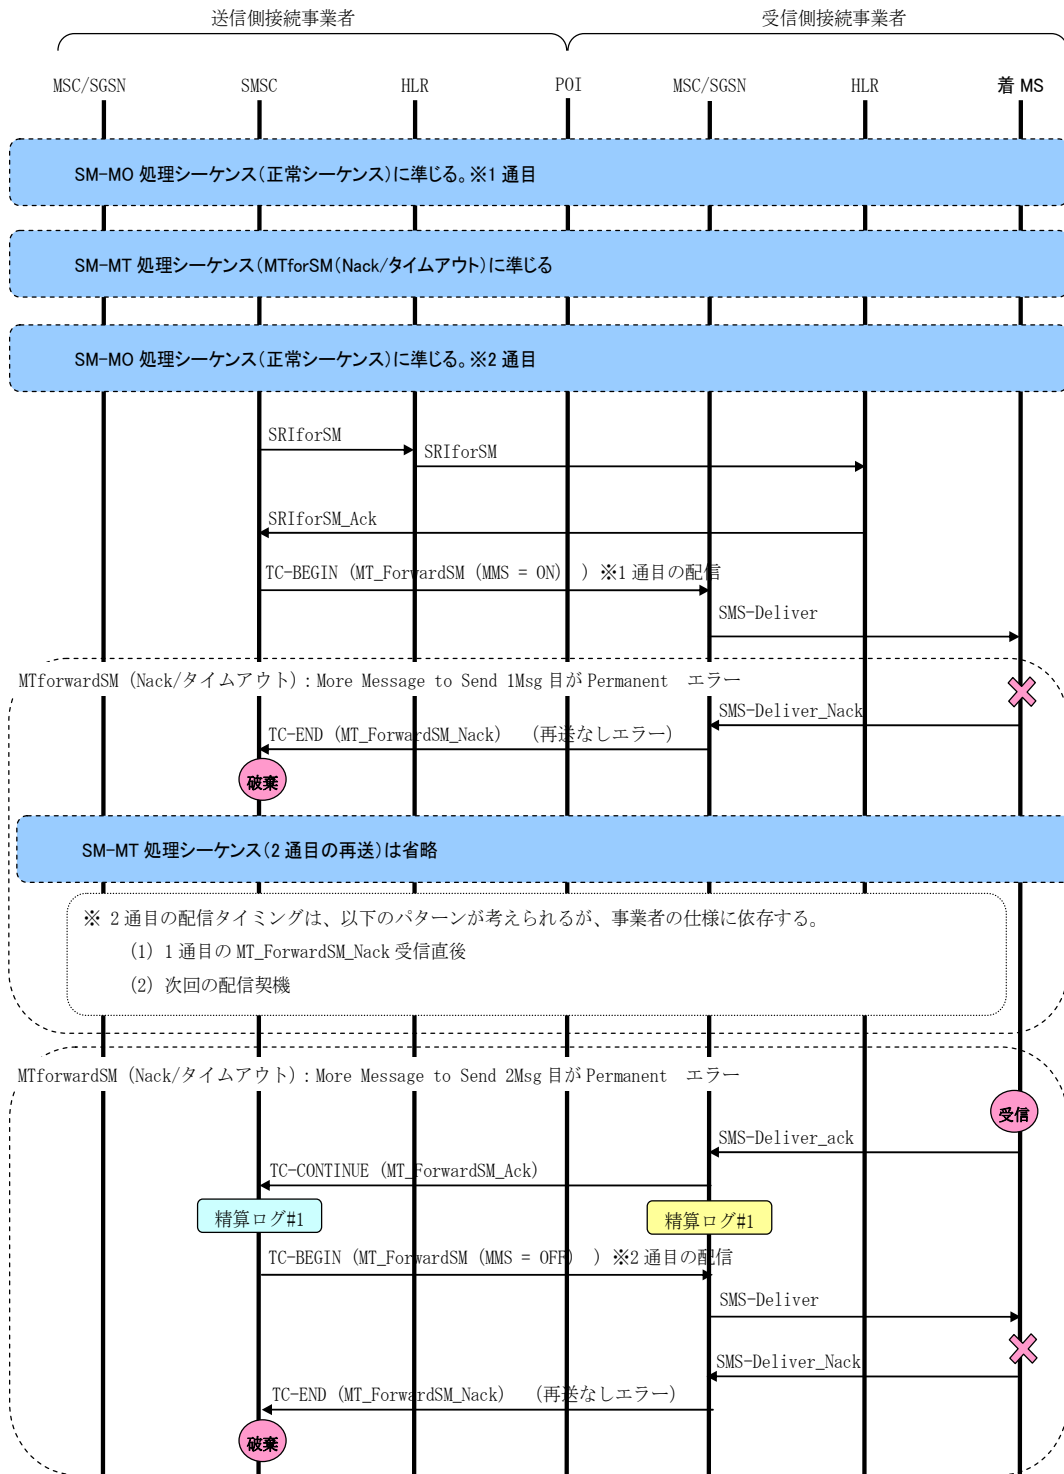 送信側接続事業者 受信側接続事業者
MSC/SGSN SMSC HLR POI MSC/SGSN HLR 着 MS
SM-MO 処理シーケンス(正常シーケンス)に準じる。※1 通目
SM-MT 処理シーケンス(MTforSM(Nack/タイムアウト)に準じる
SM-MO 処理シーケンス(正常シーケンス)に準じる。※2 通目
SRIforSM
SRIforSM
SRIforSM_Ack
TC-BEGIN (MT_ForwardSM (MMS = ON) ) ※1 通目の配信
SMS-Deliver
MTforwardSM (Nack/タイムアウト) : More Message to Send 1Msg 目が Permanent エラー
SMS-Deliver_Nack
TC-END (MT_ForwardSM_Nack) (再送なしエラー)
破棄
SM-MT 処理シーケンス(2 通目の再送)は省略
※ 2 通目の配信タイミングは、以下のパターンが考えられるが、事業者の仕様に依存する。
(1) 1 通目の MT_ForwardSM_Nack 受信直後
(2) 次回の配信契機
MTforwardSM (Nack/タイムアウト) : More Message to Send 2Msg 目が Permanent エラー
受信
SMS-Deliver_ack
TC-CONTINUE (MT_ForwardSM_Ack)
精算ログ#1 精算ログ#1
TC-BEGIN (MT_ForwardSM (MMS = OFF) ) ※2 通目の配信
SMS-Deliver
SMS-Deliver_Nack
TC-END (MT_ForwardSM_Nack) (再送なしエラー)
破棄